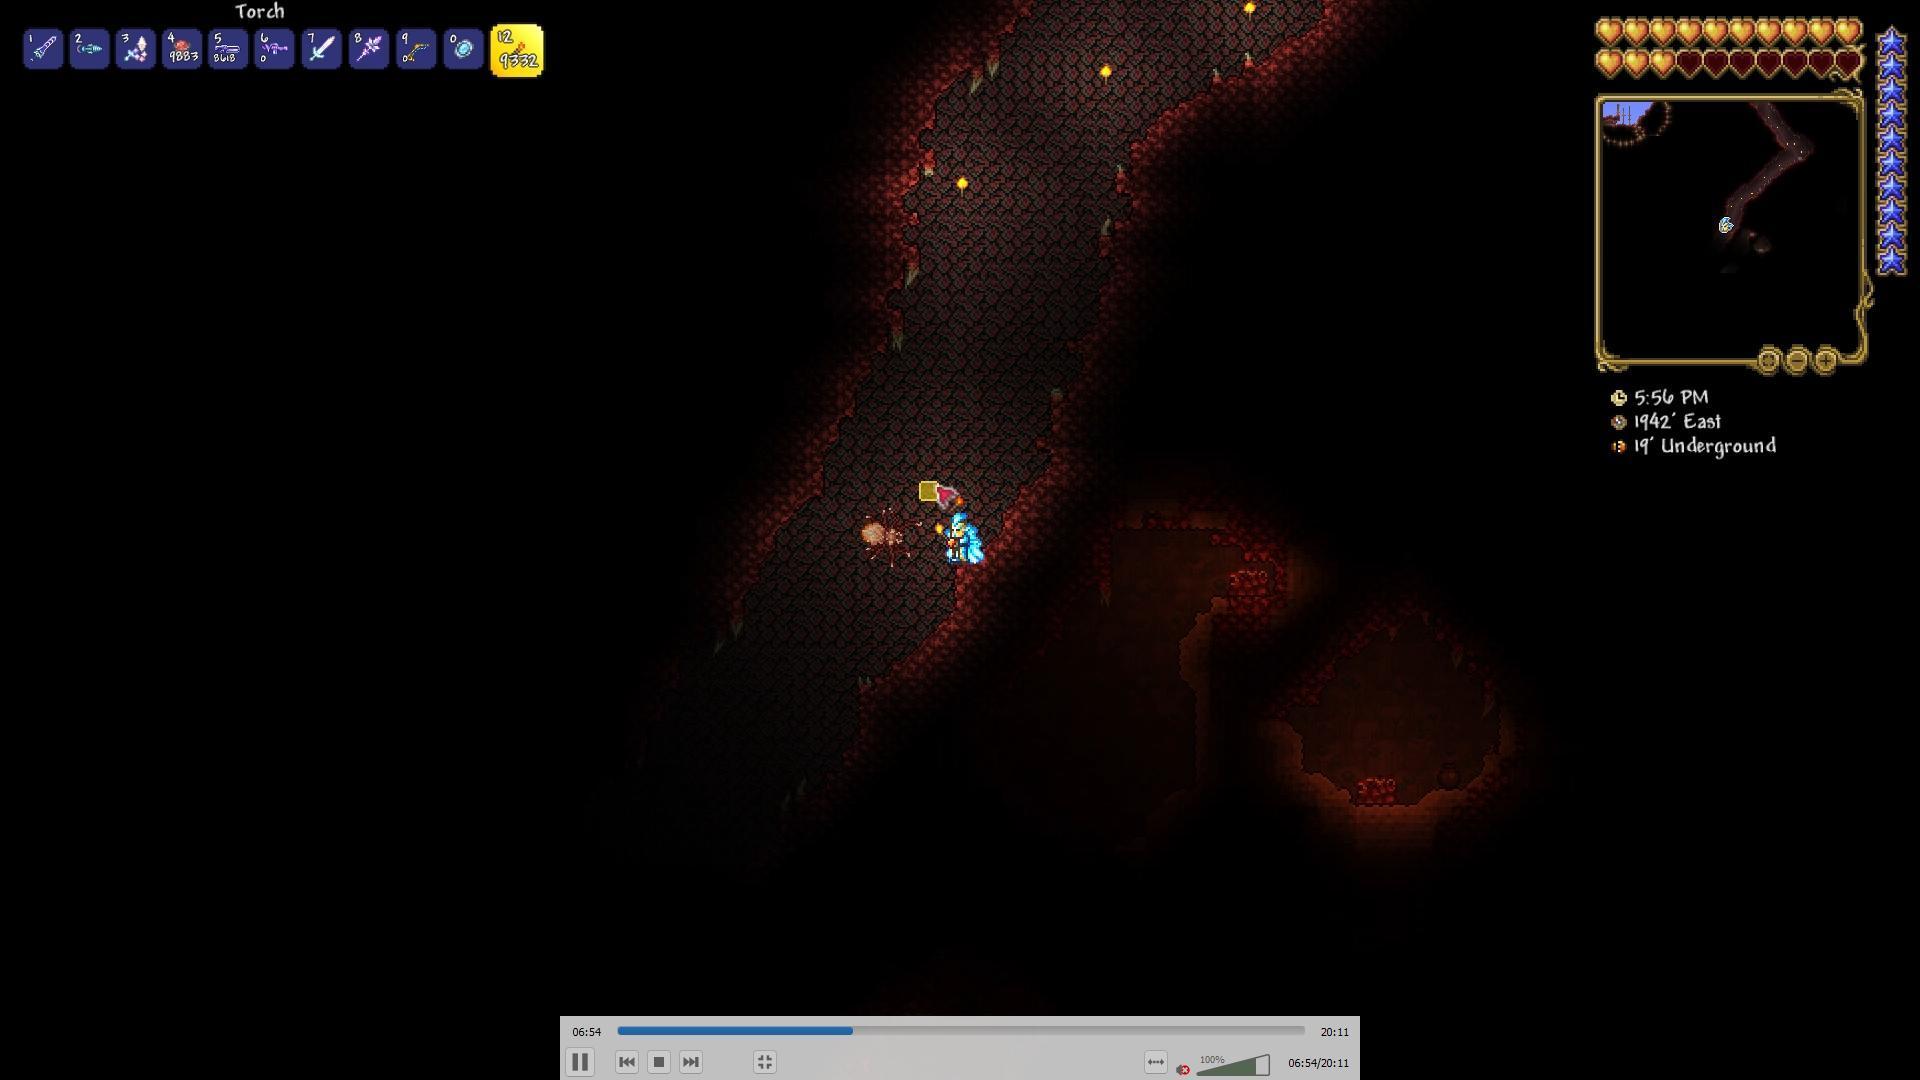 Torch
1 2 3 4 5 6 7 8 9 0 12
9883 8618 0 0 9332
5:56 PM
1942' East
19' Underground
06:54 20:11
100%
06:54/20:11